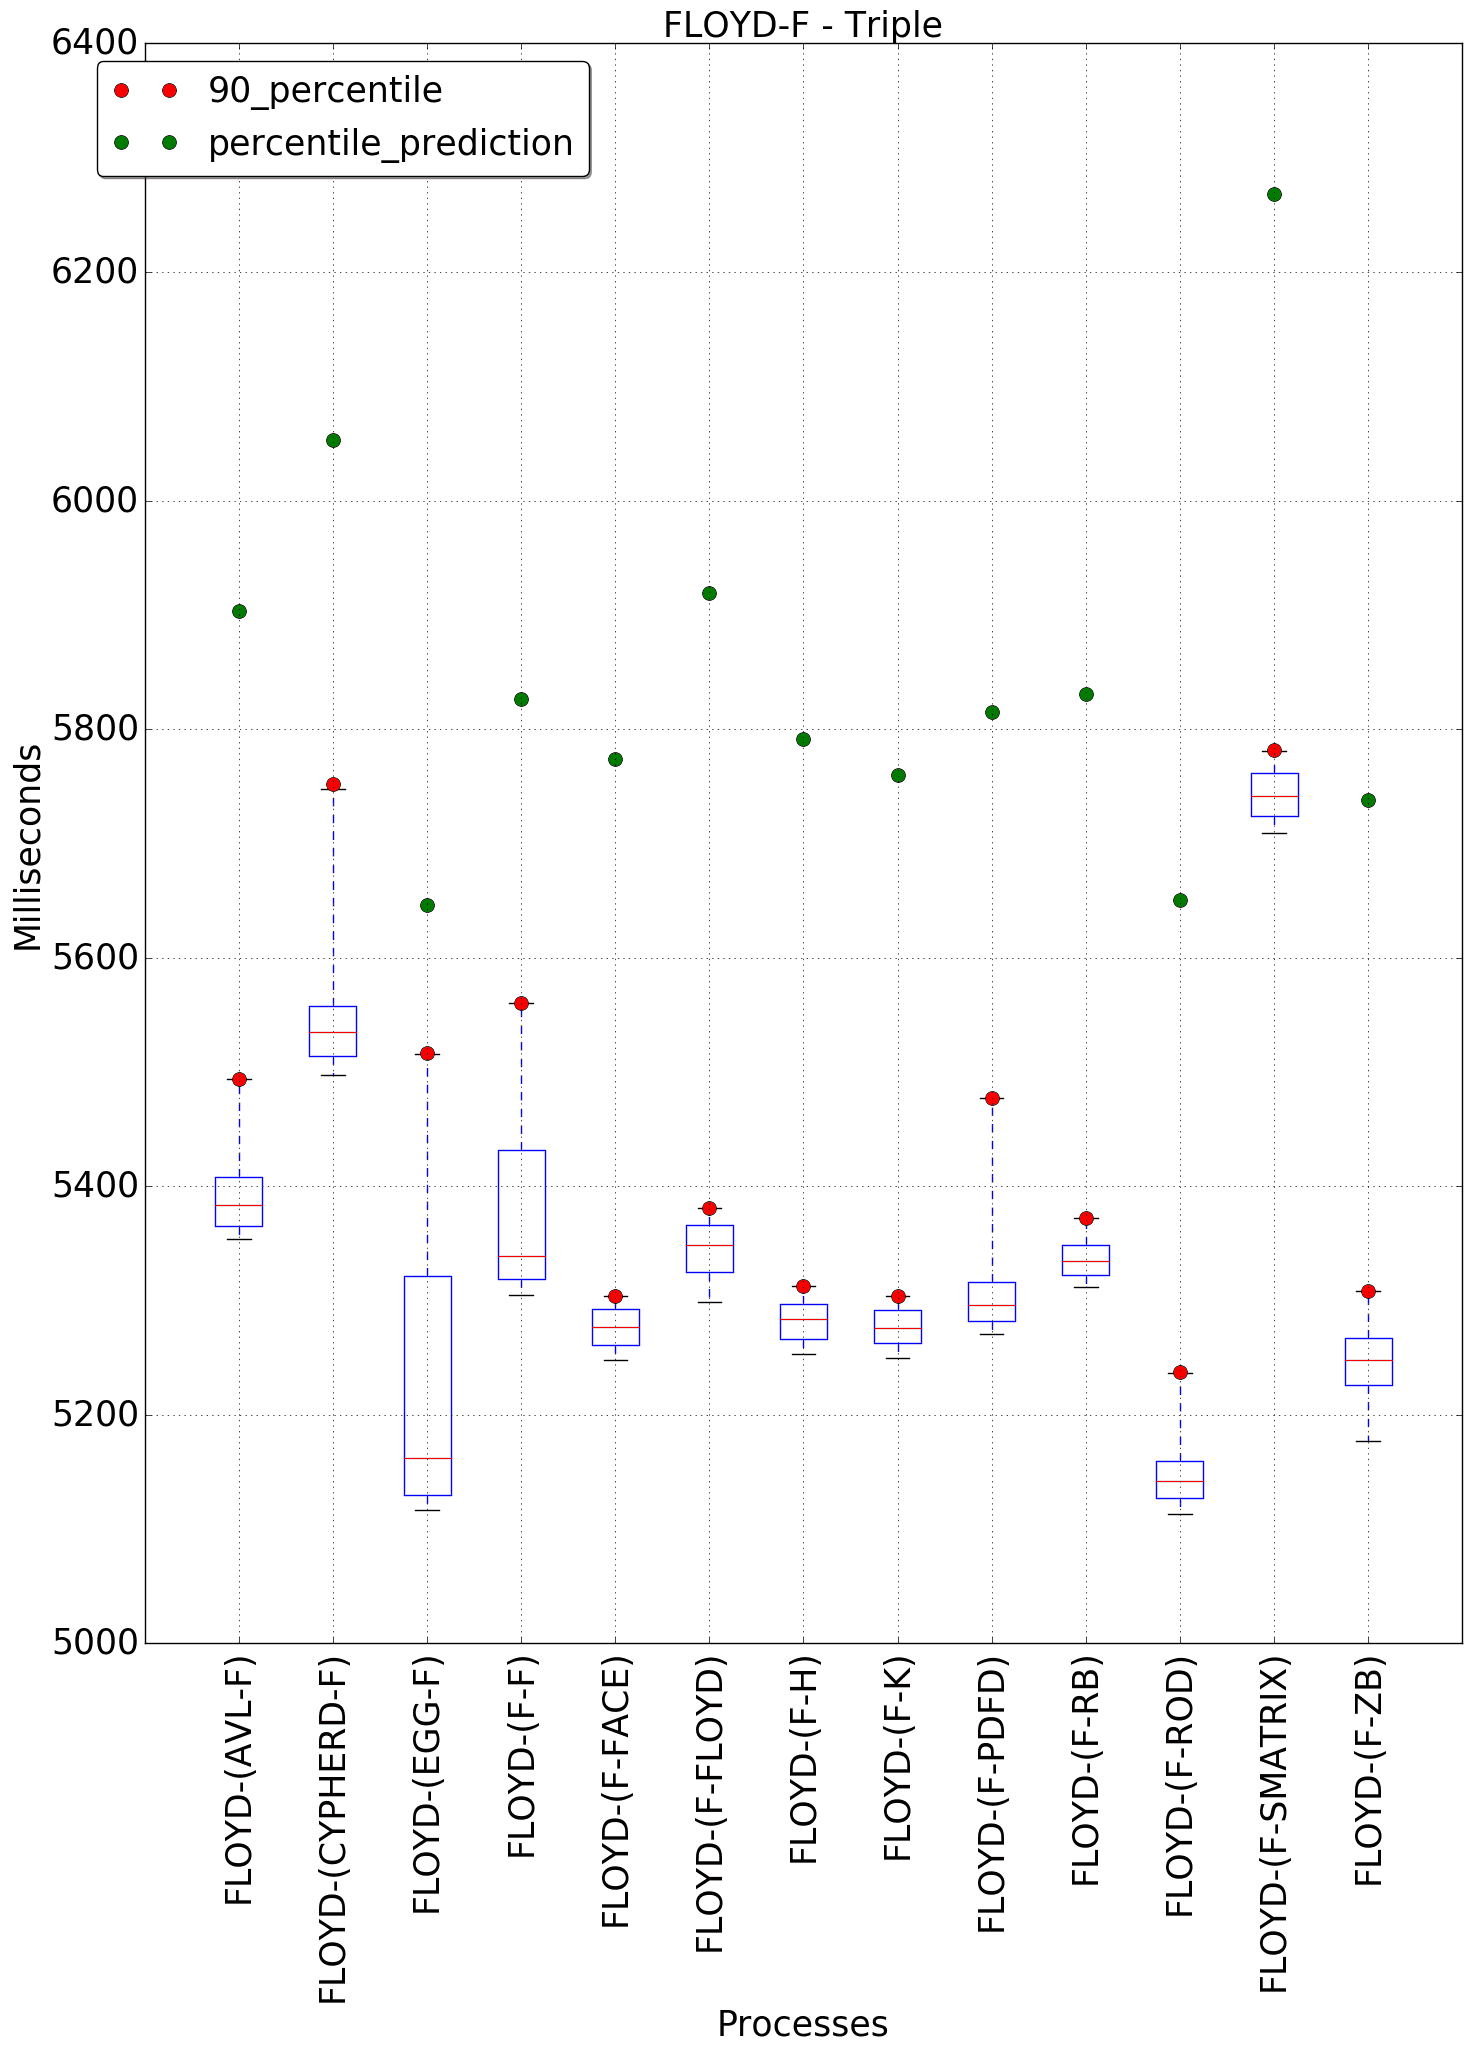 FLOYD-F - Triple
90_percentile
percentile_prediction
6400
6200
6000
5800
5600
5400
5200
5000
Milliseconds
FLOYD-(AVL-F)
FLOYD-(CYPHERD-F)
FLOYD-(EGG-F)
FLOYD-(F-F)
FLOYD-(F-FACE)
FLOYD-(F-FLOYD)
FLOYD-(F-H)
FLOYD-(F-K)
FLOYD-(F-PDFD)
FLOYD-(F-RB)
FLOYD-(F-ROD)
FLOYD-(F-SMATRIX)
FLOYD-(F-ZB)
Processes